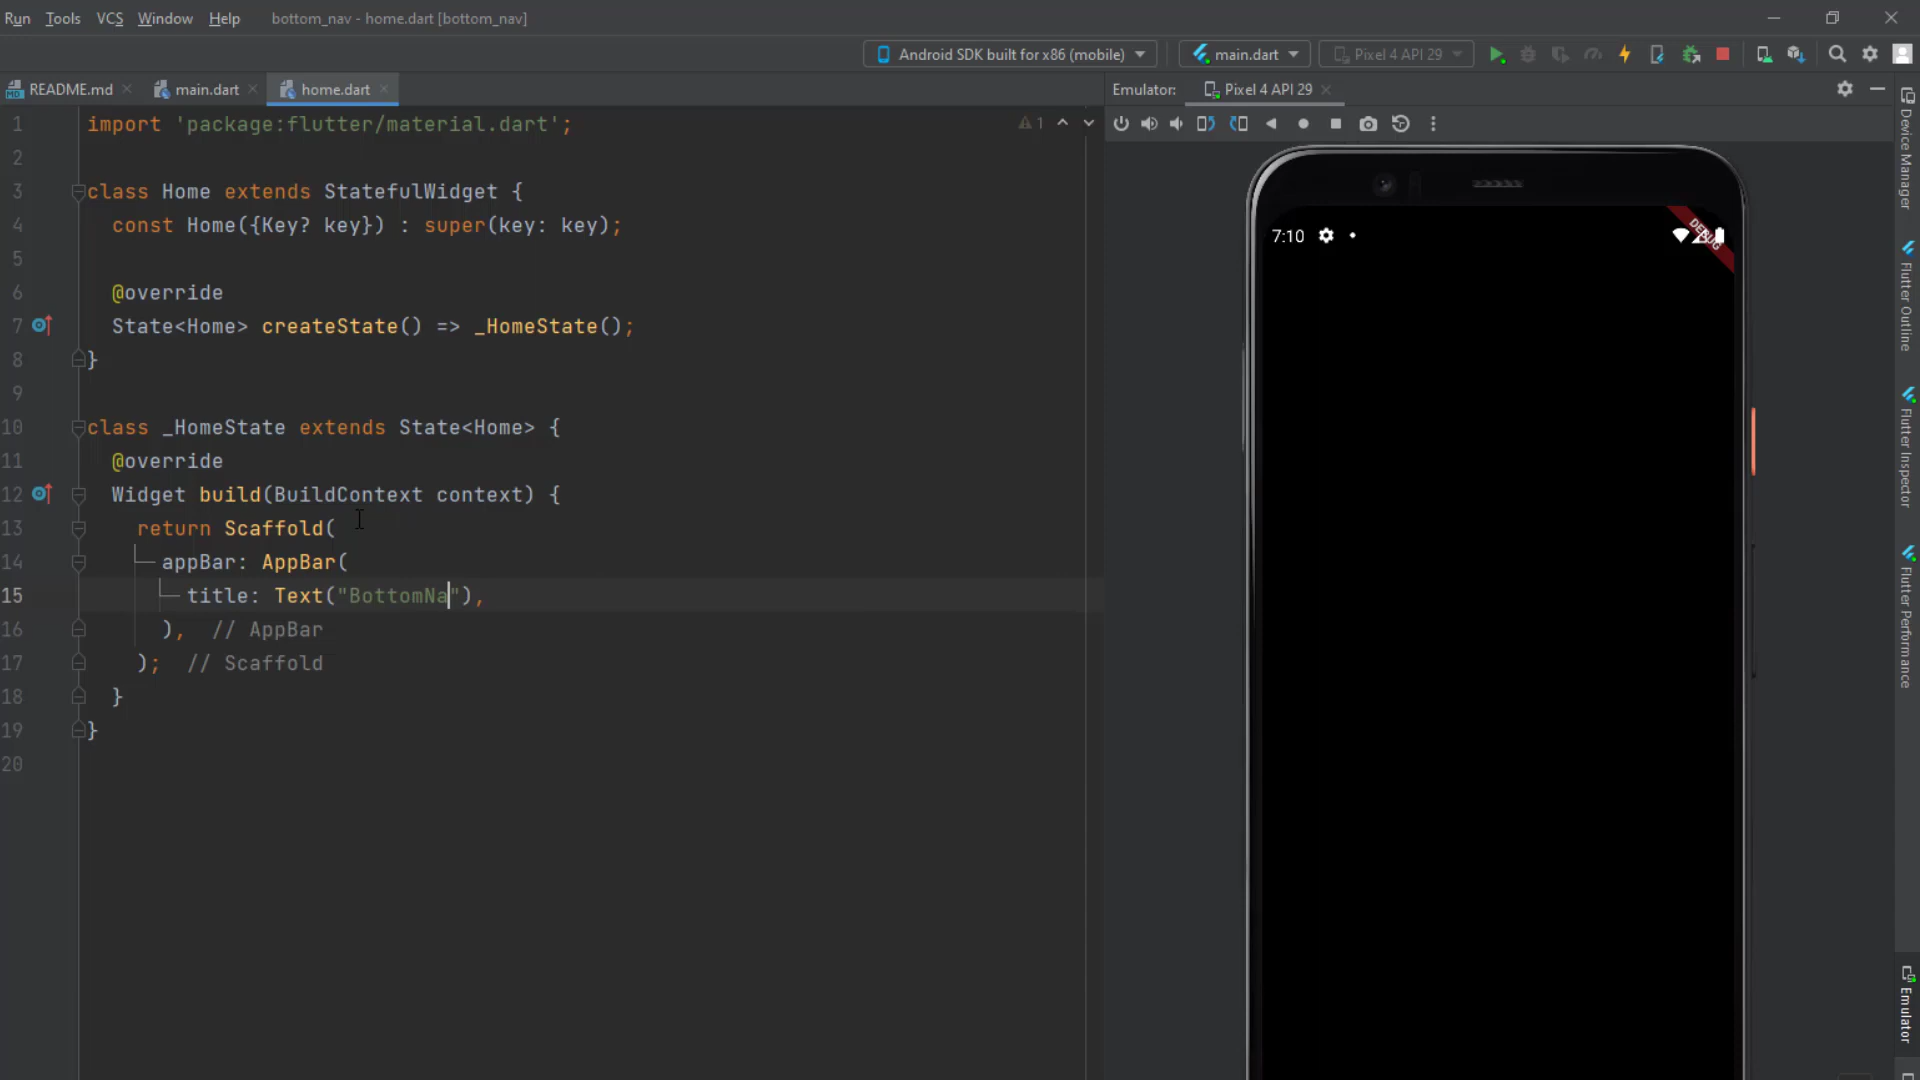 Run Tools VCS Window Help bottom_nav - home.dart [bottom_nav]
Android SDK built for x86 (mobile) main.dart Pixel 4 API 29
README.md main.dart home.dart Emulator: Pixel 4 API 29
1 import 'package:flutter/material.dart'; 1
2
3 class Home extends StatefulWidget {
4 const Home({Key? key}) : super(key: key);
5
6 @override
7 State<Home> createState() => _HomeState();
8 }
9
10 class _HomeState extends State<Home> {
11 @override
12 Widget build(BuildContext context) {
13 return Scaffold(
14 appBar: AppBar(
15 title: Text("BottomNa"),
16 ), // AppBar
17 ); // Scaffold
18 }
19 }
20
7:10
DEBUG
Device Manager
Flutter Outline
Flutter Inspector
Flutter Performance
Emulator